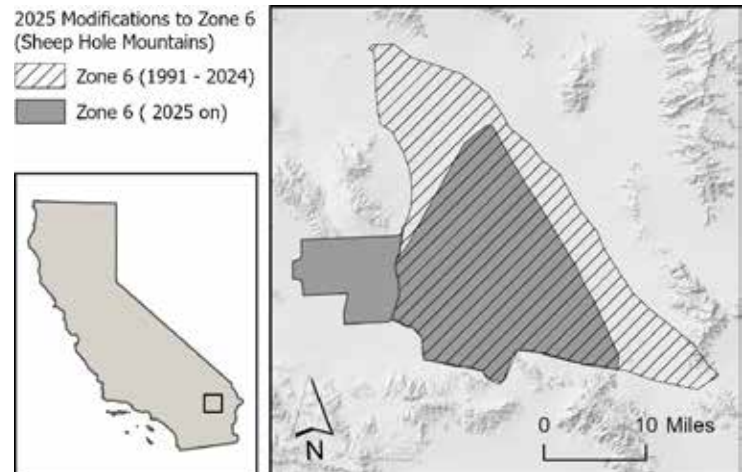 2025 Modifications to Zone 6
(Sheep Hole Mountains)
Zone 6 (1991 - 2024)
Zone 6 ( 2025 on)
N
0 10 Miles